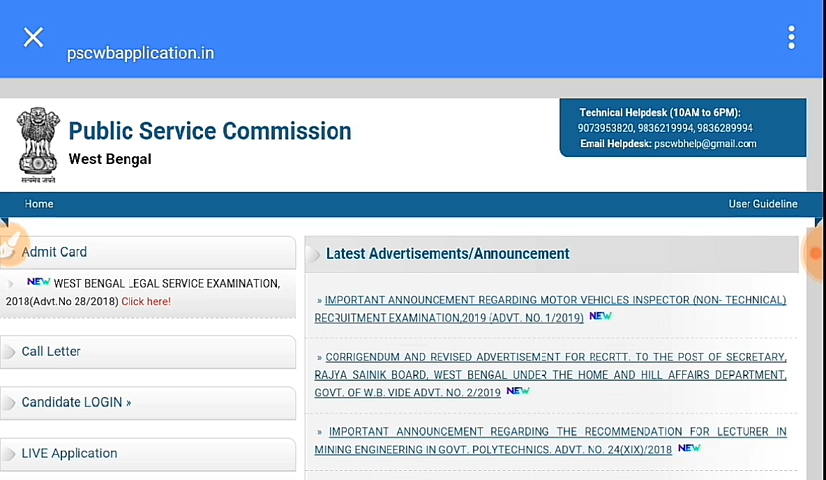 pscwbapplication.in
Public Service Commission
West Bengal
सत्यमेव जयते
Technical Helpdesk (10AM to 6PM):
9073953820, 9836219994, 9836289994
Email Helpdesk: pscwbhelp@gmail.com
Home
User Guideline
Admit Card
NEW WEST BENGAL LEGAL SERVICE EXAMINATION,
2018(Advt.No 28/2018) Click here!
Call Letter
Candidate LOGIN »
LIVE Application
Latest Advertisements/Announcement
» IMPORTANT ANNOUNCEMENT REGARDING MOTOR VEHICLES INSPECTOR (NON- TECHNICAL)
RECRUITMENT EXAMINATION,2019 (ADVT. NO. 1/2019) NEW
» CORRIGENDUM AND REVISED ADVERTISEMENT FOR RECRTT. TO THE POST OF SECRETARY,
RAJYA SAINIK BOARD, WEST BENGAL UNDER THE HOME AND HILL AFFAIRS DEPARTMENT,
GOVT. OF W.B. VIDE ADVT. NO. 2/2019 NEW
» IMPORTANT ANNOUNCEMENT REGARDING THE RECOMMENDATION FOR LECTURER IN
MINING ENGINEERING IN GOVT. POLYTECHNICS. ADVT. NO. 24(XIX)/2018 NEW